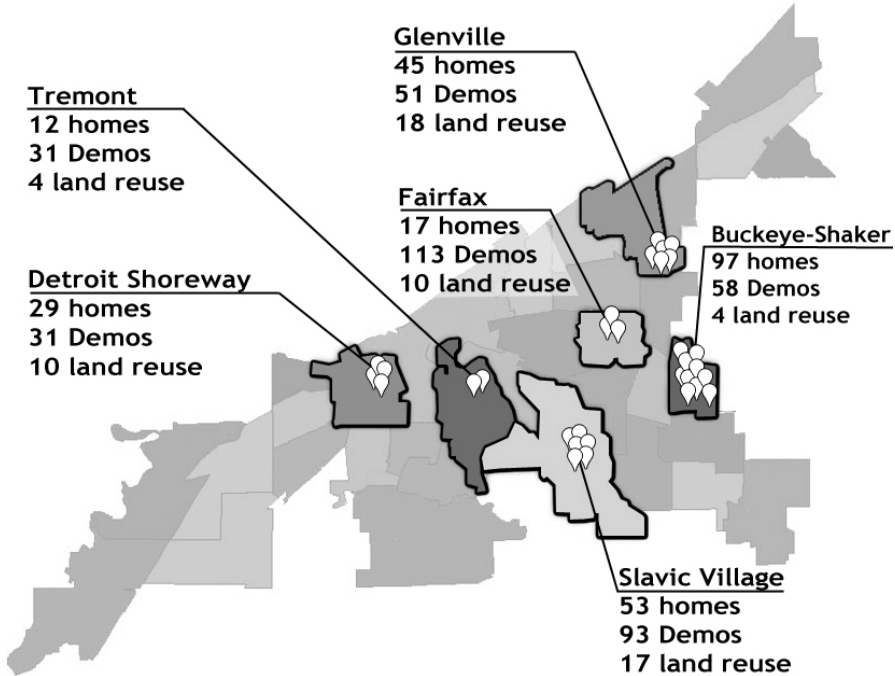 Glenville
45 homes
51 Demos
18 land reuse
Tremont
12 homes
31 Demos
4 land reuse
Fairfax
17 homes
113 Demos
10 land reuse
Buckeye-Shaker
97 homes
58 Demos
4 land reuse
Detroit Shoreway
29 homes
31 Demos
10 land reuse
Slavic Village
53 homes
93 Demos
17 land reuse